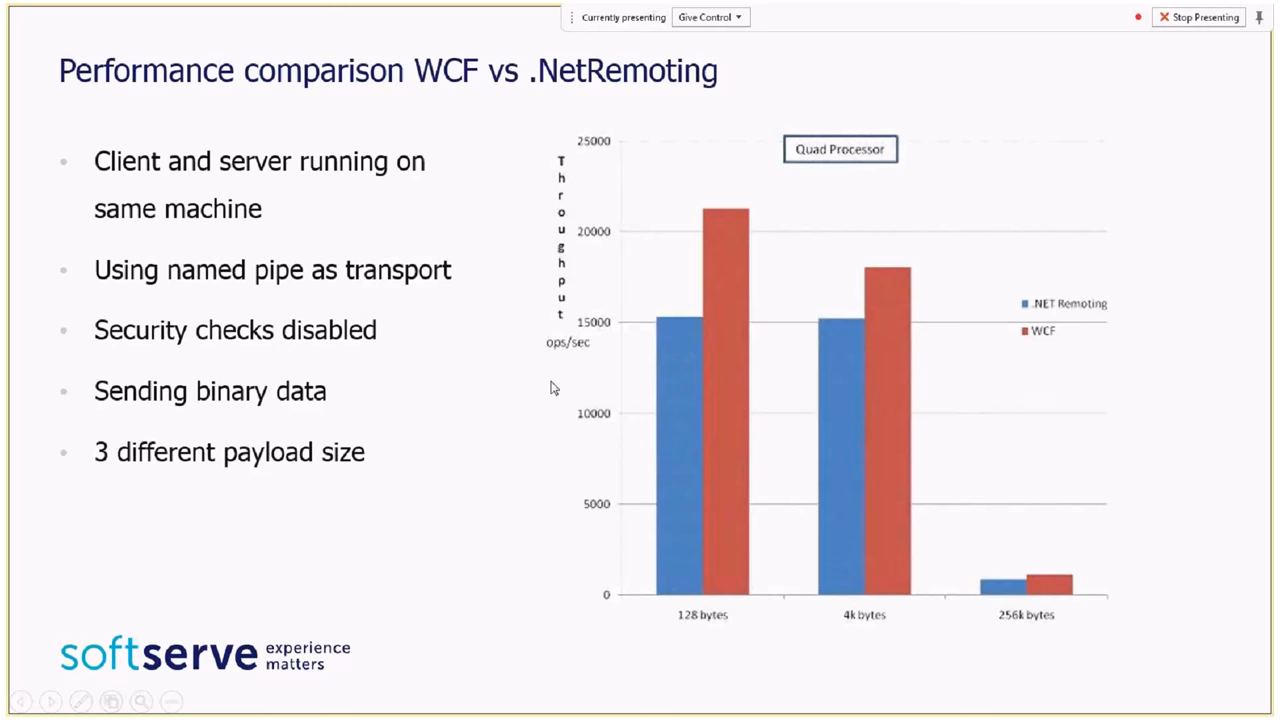 Currently presenting
Give Control
Stop Presenting
Performance comparison WCF vs .NetRemoting
• Client and server running on
same machine
• Using named pipe as transport
• Security checks disabled
• Sending binary data
• 3 different payload size
Quad Processor
Throughput
ops/sec
25000
20000
15000
10000
5000
0
128 bytes
4k bytes
256k bytes
.NET Remoting
WCF
softserve
experience
matters